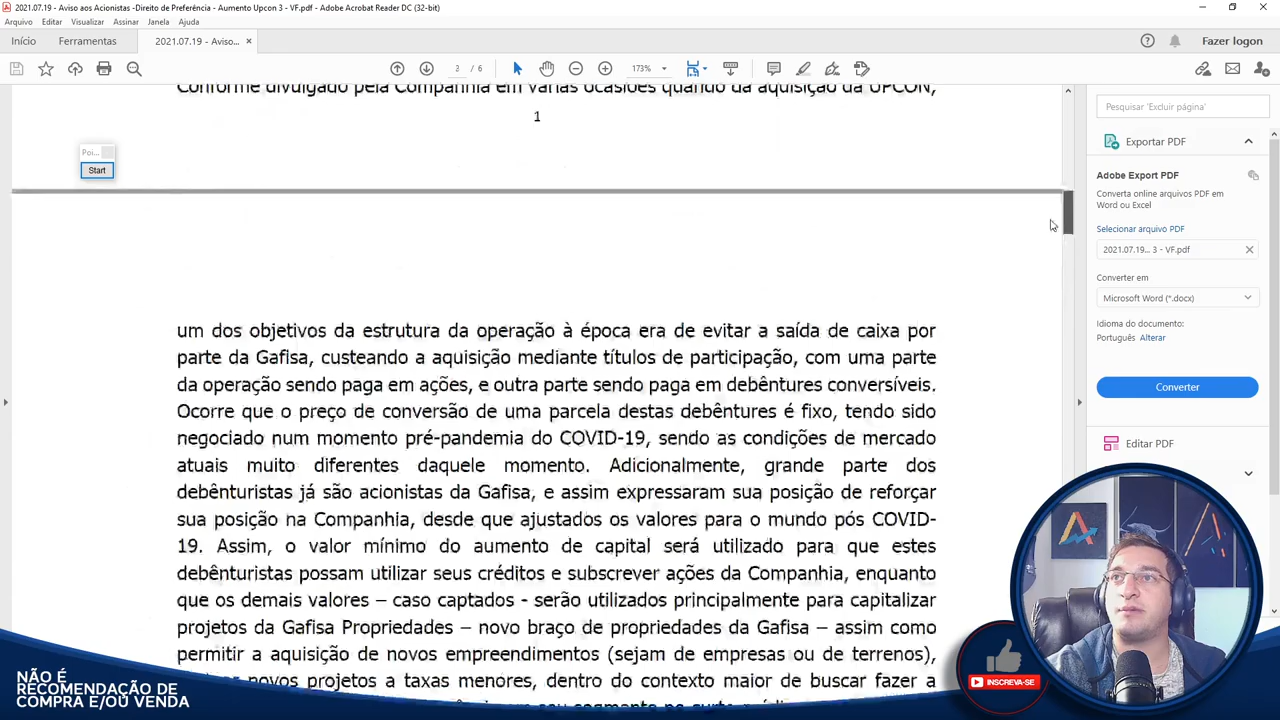 2021.07.19 - Aviso aos Acionistas -Direito de Preferência - Aumento Upcon 3 - VF.pdf - Adobe Acrobat Reader DC (32-bit)
Arquivo Editar Visualizar Assinar Janela Ajuda
Início Ferramentas 2021.07.19 - Aviso... × Fazer logon
2 / 6 173%
Conforme divulgado pela Companhia em várias ocasiões quando da aquisição da UPCON,
1
Poi...
Start
um dos objetivos da estrutura da operação à época era de evitar a saída de caixa por
parte da Gafisa, custeando a aquisição mediante títulos de participação, com uma parte
da operação sendo paga em ações, e outra parte sendo paga em debêntures conversíveis.
Ocorre que o preço de conversão de uma parcela destas debêntures é fixo, tendo sido
negociado num momento pré-pandemia do COVID-19, sendo as condições de mercado
atuais muito diferentes daquele momento. Adicionalmente, grande parte dos
debênturistas já são acionistas da Gafisa, e assim expressaram sua posição de reforçar
sua posição na Companhia, desde que ajustados os valores para o mundo pós COVID-
19. Assim, o valor mínimo do aumento de capital será utilizado para que estes
debênturistas possam utilizar seus créditos e subscrever ações da Companhia, enquanto
que os demais valores – caso captados - serão utilizados principalmente para capitalizar
projetos da Gafisa Propriedades – novo braço de propriedades da Gafisa – assim como
permitir a aquisição de novos empreendimentos (sejam de empresas ou de terrenos),
novos projetos a taxas menores, dentro do contexto maior de buscar fazer a
Pesquisar 'Excluir página'
Exportar PDF
Adobe Export PDF
Converta online arquivos PDF em
Word ou Excel
Selecionar arquivo PDF
2021.07.19... 3 - VF.pdf
Converter em
Microsoft Word (*.docx)
Idioma do documento:
Português Alterar
Converter
Editar PDF
NÃO É
RECOMENDAÇÃO DE
COMPRA E/OU VENDA
INSCREVA-SE